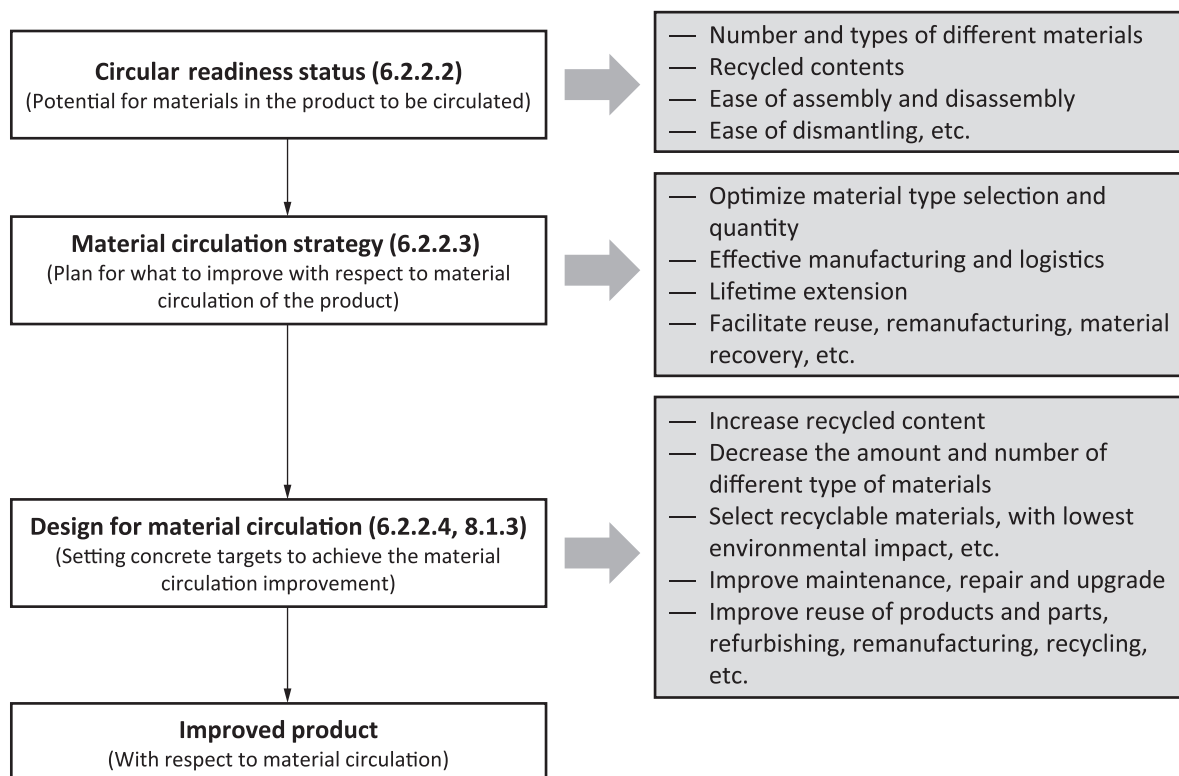 Circular readiness status (6.2.2.2)
(Potential for materials in the product to be circulated)
— Number and types of different materials
— Recycled contents
— Ease of assembly and disassembly
— Ease of dismantling, etc.
Material circulation strategy (6.2.2.3)
(Plan for what to improve with respect to material
circulation of the product)
— Optimize material type selection and
quantity
— Effective manufacturing and logistics
— Lifetime extension
— Facilitate reuse, remanufacturing, material
recovery, etc.
Design for material circulation (6.2.2.4, 8.1.3)
(Setting concrete targets to achieve the material
circulation improvement)
— Increase recycled content
— Decrease the amount and number of
different type of materials
— Select recyclable materials, with lowest
environmental impact, etc.
— Improve maintenance, repair and upgrade
— Improve reuse of products and parts,
refurbishing, remanufacturing, recycling,
etc.
Improved product
(With respect to material circulation)